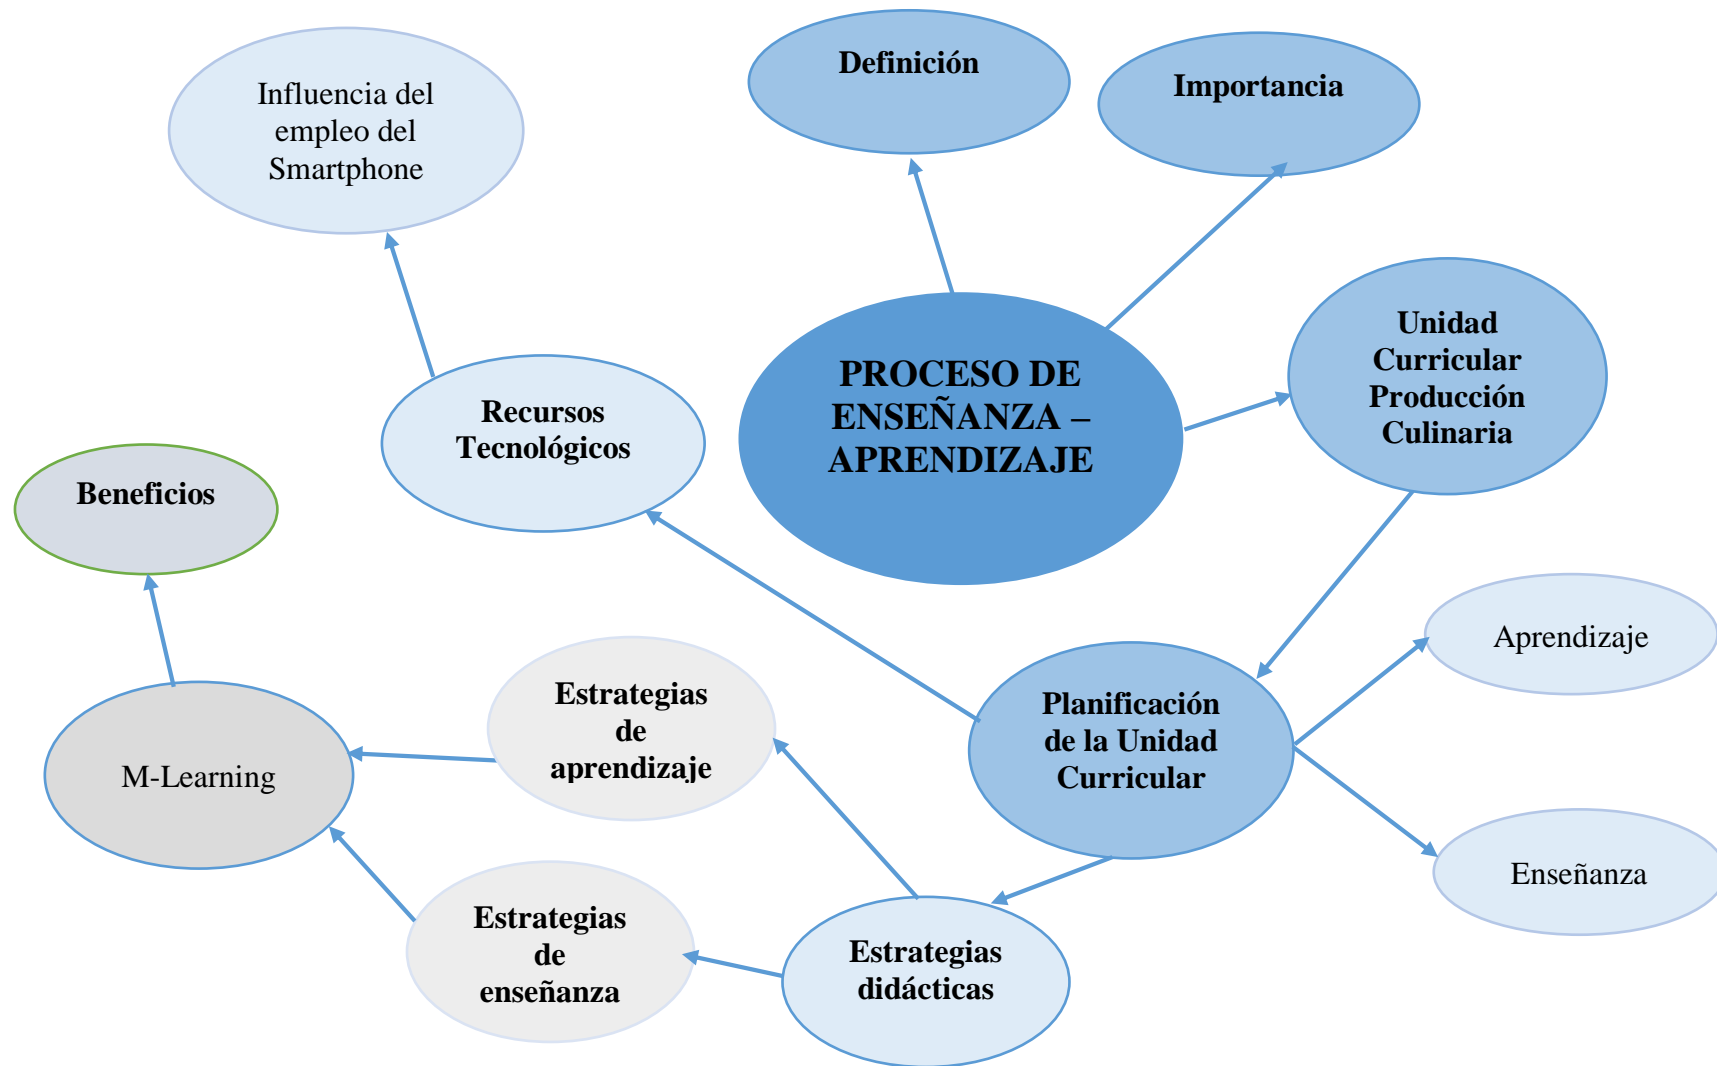 Definición
Importancia
Influencia del
empleo del
Smartphone
Unidad
Curricular
Producción
Culinaria
PROCESO DE
ENSEÑANZA –
APRENDIZAJE
Recursos
Tecnológicos
Beneficios
Aprendizaje
Planificación
de la Unidad
Curricular
Estrategias
de
aprendizaje
M-Learning
Enseñanza
Estrategias
de
enseñanza
Estrategias
didácticas